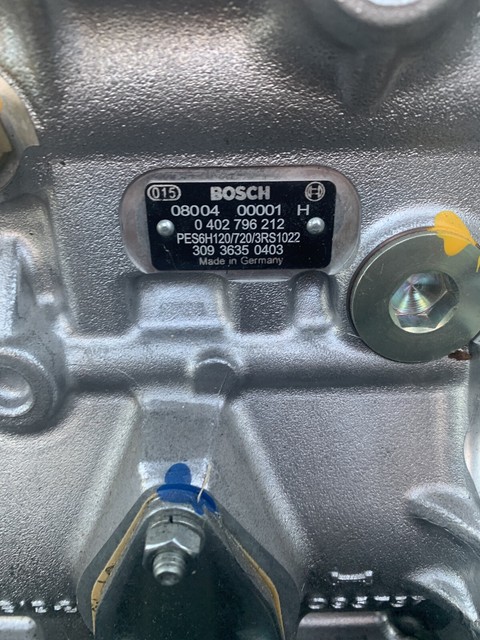 015 BOSCH
08004 00001 H
0 402 796 212
PES6H120/720/3RS1022
309 3635 0403
Made in Germany